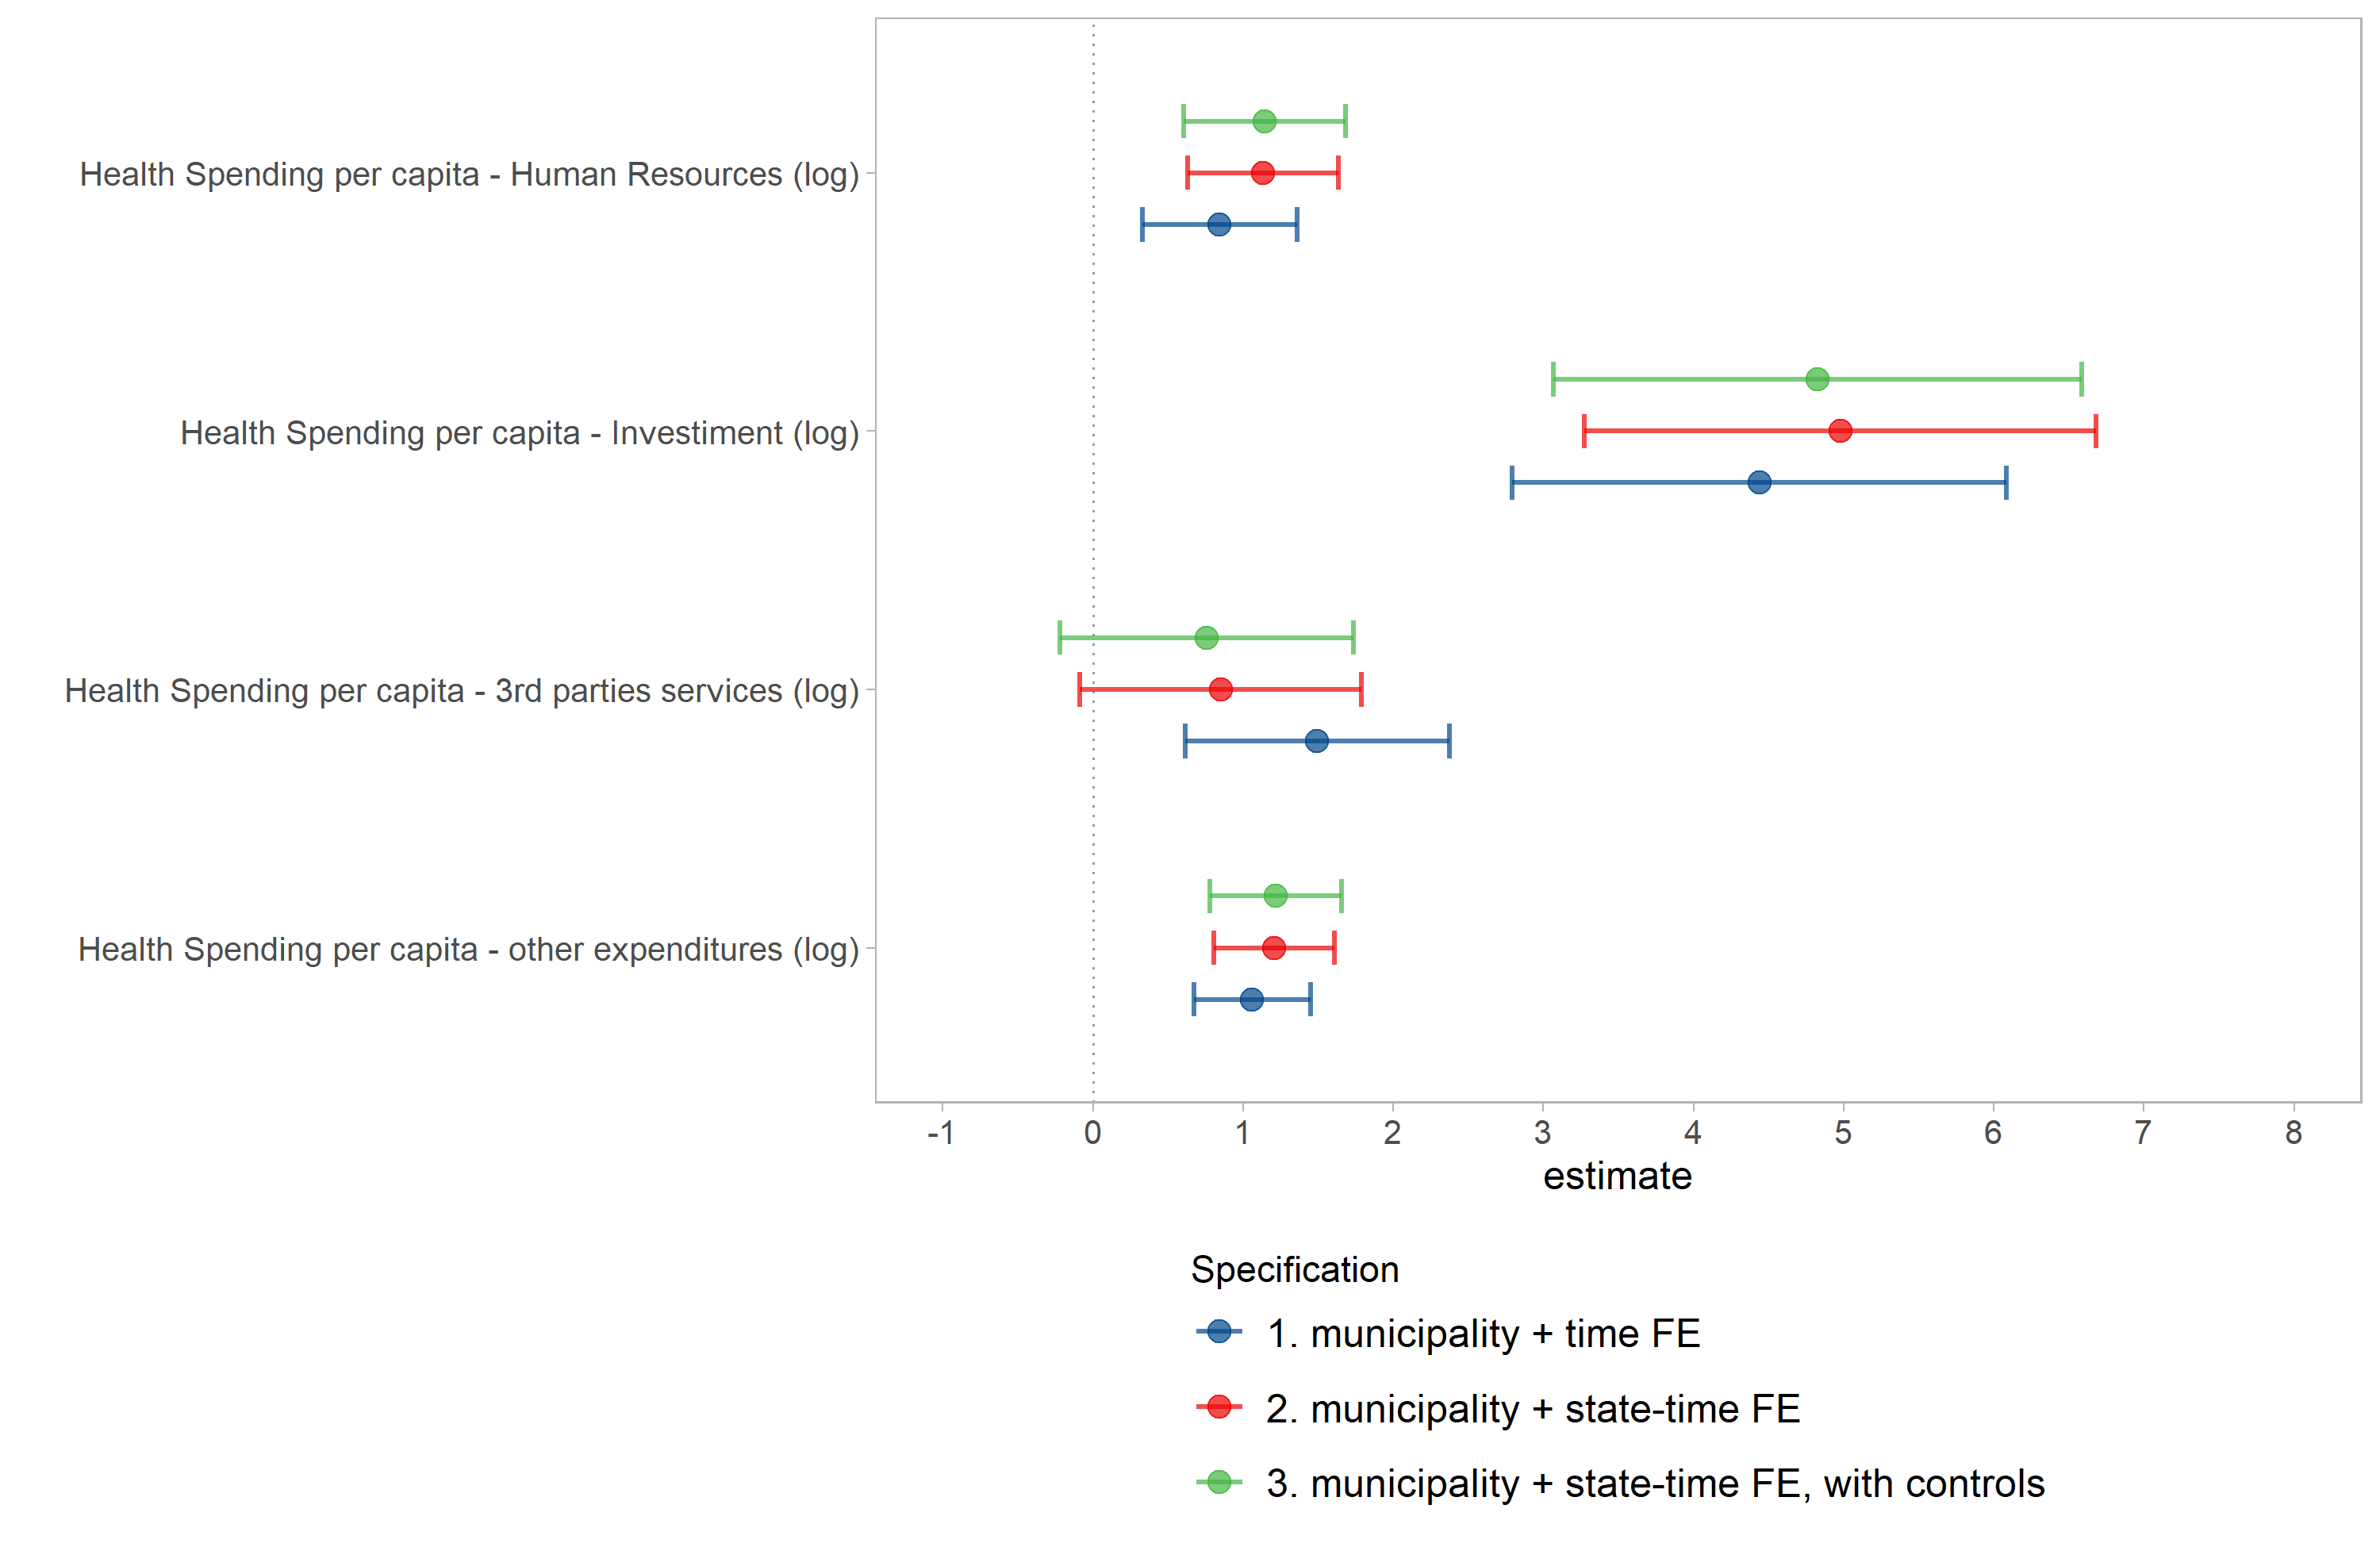 Health Spending per capita - Human Resources (log)
Health Spending per capita - Investiment (log)
Health Spending per capita - 3rd parties services (log)
Health Spending per capita - other expenditures (log)
-1 0 1 2 3 4 5 6 7 8
estimate
Specification
1. municipality + time FE
2. municipality + state-time FE
3. municipality + state-time FE, with controls